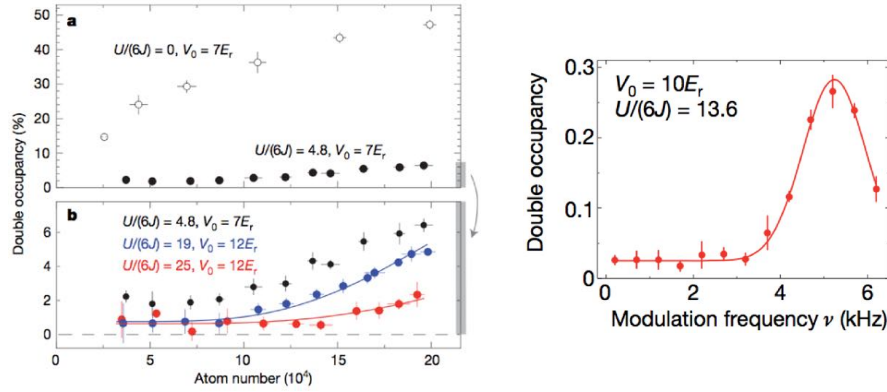 a
U/(6J) = 0, V₀ = 7Eᵣ
U/(6J) = 4.8, V₀ = 7Eᵣ
50
40
30
20
10
0
Double occupancy (%)
b
U/(6J) = 4.8, V₀ = 7Eᵣ
U/(6J) = 19, V₀ = 12Eᵣ
U/(6J) = 25, V₀ = 12Eᵣ
6
4
2
0
0 5 10 15 20
Atom number (10⁴)
V₀ = 10Eᵣ
U/(6J) = 13.6
Double occupancy
0.3
0.2
0.1
0
0 2 4 6
Modulation frequency ν (kHz)